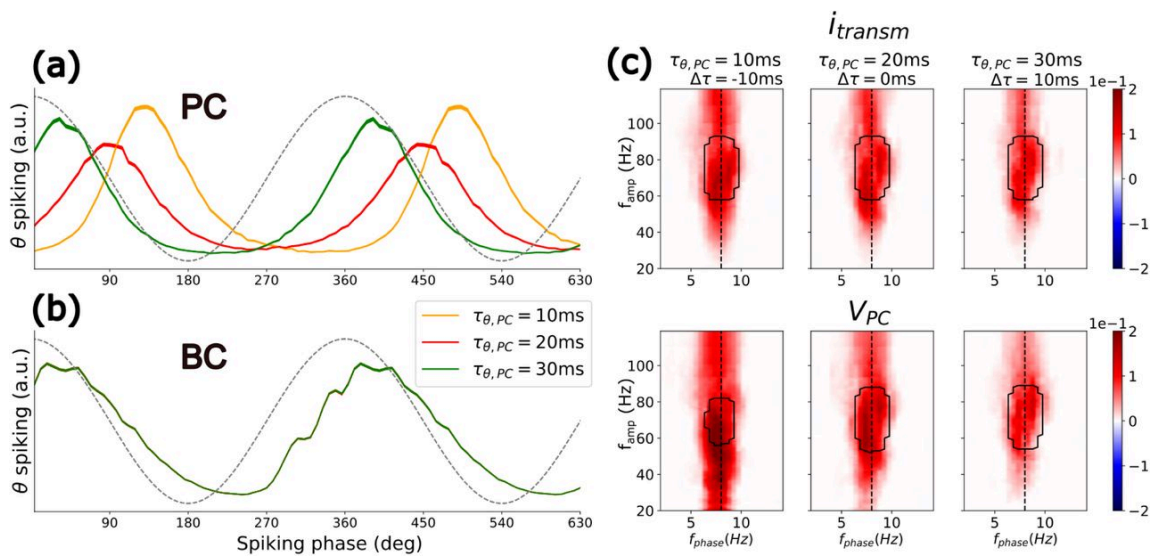 (a)
PC
θ spiking (a.u.)
90 180 270 360 450 540 630
(b)
BC
τθ, PC = 10ms
τθ, PC = 20ms
τθ, PC = 30ms
θ spiking (a.u.)
90 180 270 360 450 540 630
Spiking phase (deg)
(c)
itransm
τθ, PC = 10ms τθ, PC = 20ms τθ, PC = 30ms
Δτ = -10ms Δτ = 0ms Δτ = 10ms
1e−1
famp (Hz)
100
80
60
40
20
5 10 5 10 5 10
2
1
0
−1
−2
VPC
1e−1
famp (Hz)
100
80
60
40
20
5 10 5 10 5 10
fphase(Hz) fphase(Hz) fphase(Hz)
2
1
0
−1
−2